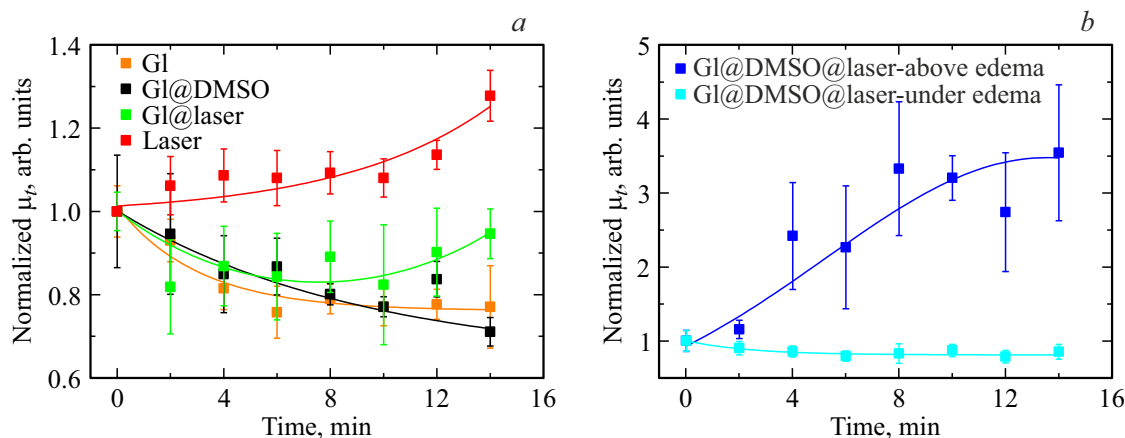 a
1.4
1.2
1.0
0.8
0.6
Normalized μt, arb. units
Gl
Gl@DMSO
Gl@laser
Laser
0 4 8 12 16
Time, min
b
5
4
3
2
1
0
Normalized μt, arb. units
Gl@DMSO@laser-above edema
Gl@DMSO@laser-under edema
0 4 8 12 16
Time, min